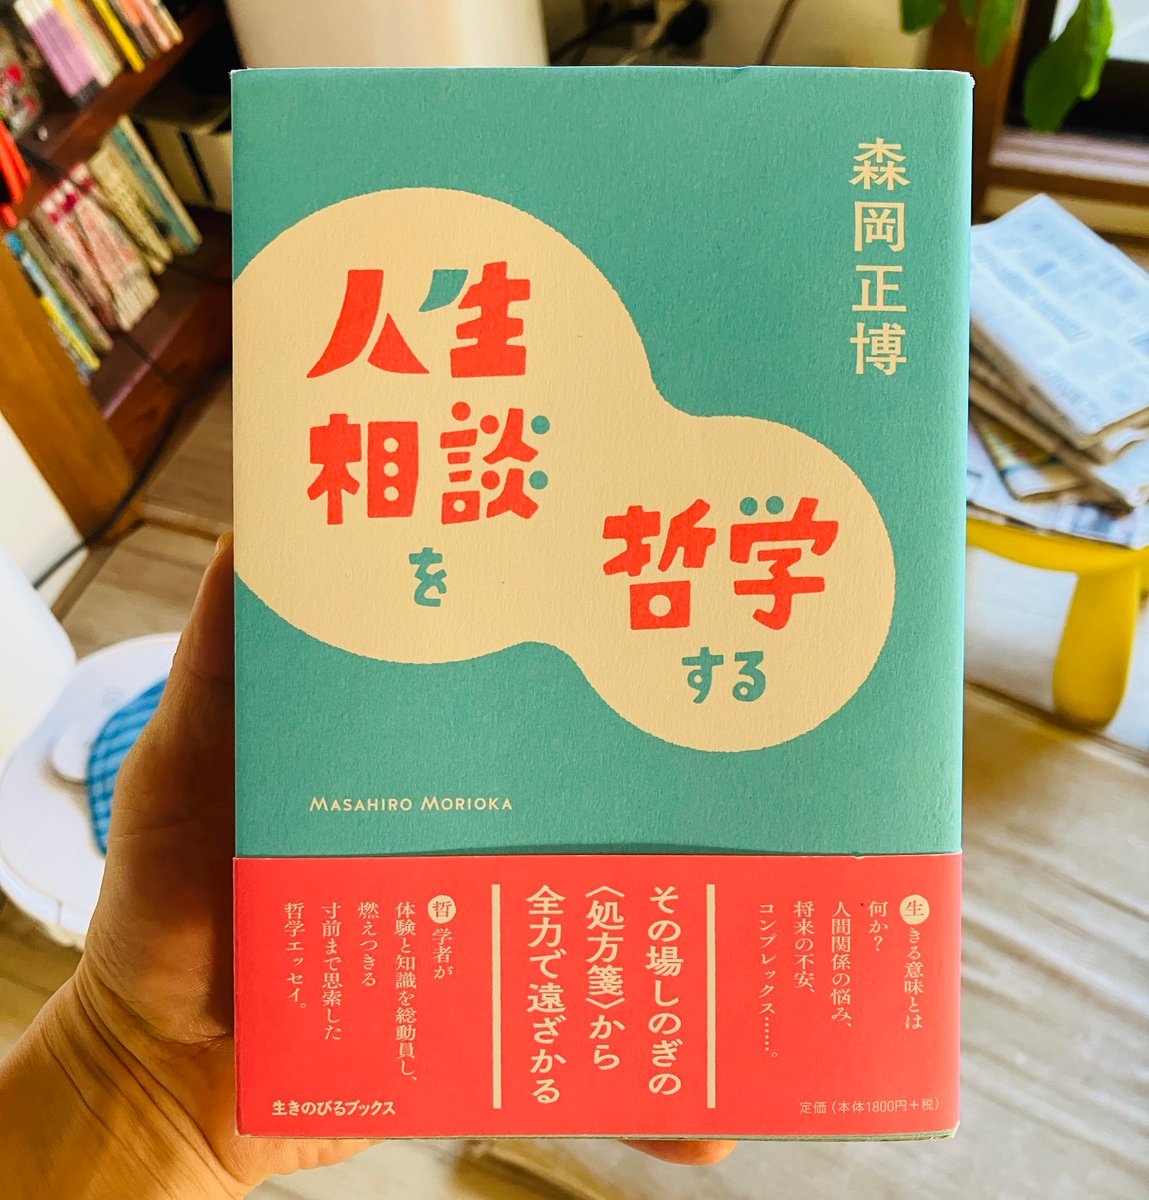 森岡正博
人生
相談
を
哲学
する
MASAHIRO MORIOKA
生きる意味とは
何か?
人間関係の悩み、
将来の不安、
コンプレックス……。
その場しのぎの
〈処方箋〉から
全力で遠ざかる
哲学者が
体験と知識を総動員し、
燃えつきる
寸前まで思索した
哲学エッセイ。
生きのびるブックス
定価（本体1800円+税）